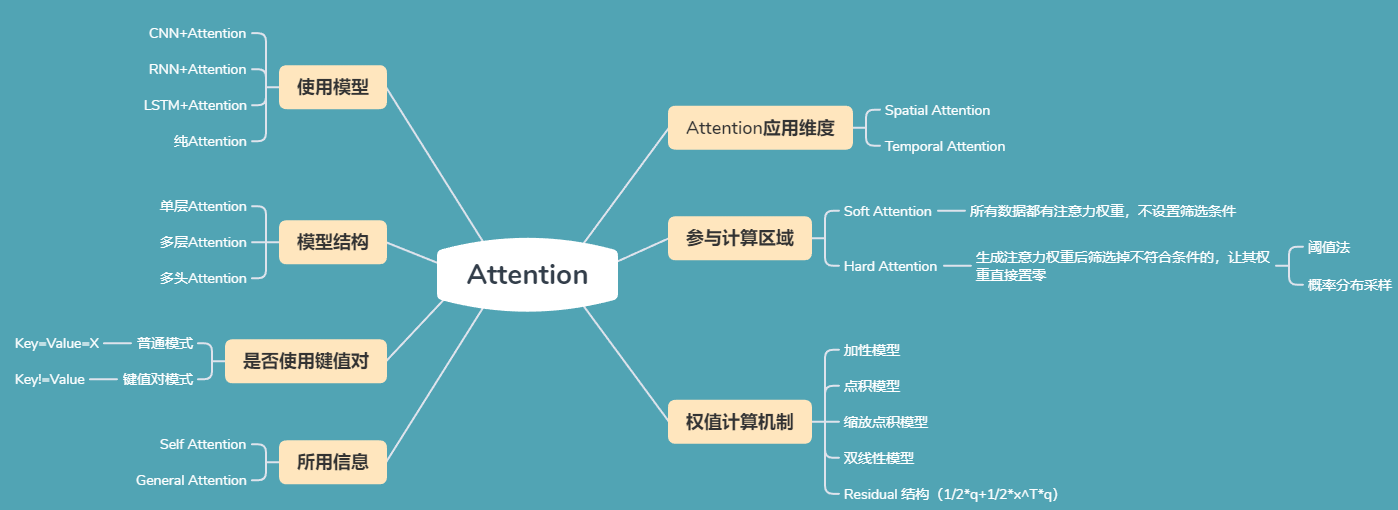 Attention
使用模型
CNN+Attention
RNN+Attention
LSTM+Attention
纯Attention
模型结构
单层Attention
多层Attention
多头Attention
是否使用键值对
普通模式
Key=Value=X
键值对模式
Key!=Value
所用信息
Self Attention
General Attention
Attention应用维度
Spatial Attention
Temporal Attention
参与计算区域
Soft Attention
所有数据都有注意力权重，不设置筛选条件
Hard Attention
生成注意力权重后筛选掉不符合条件的，让其权
重直接置零
阈值法
概率分布采样
权值计算机制
加性模型
点积模型
缩放点积模型
双线性模型
Residual 结构（1/2*q+1/2*x^T*q）